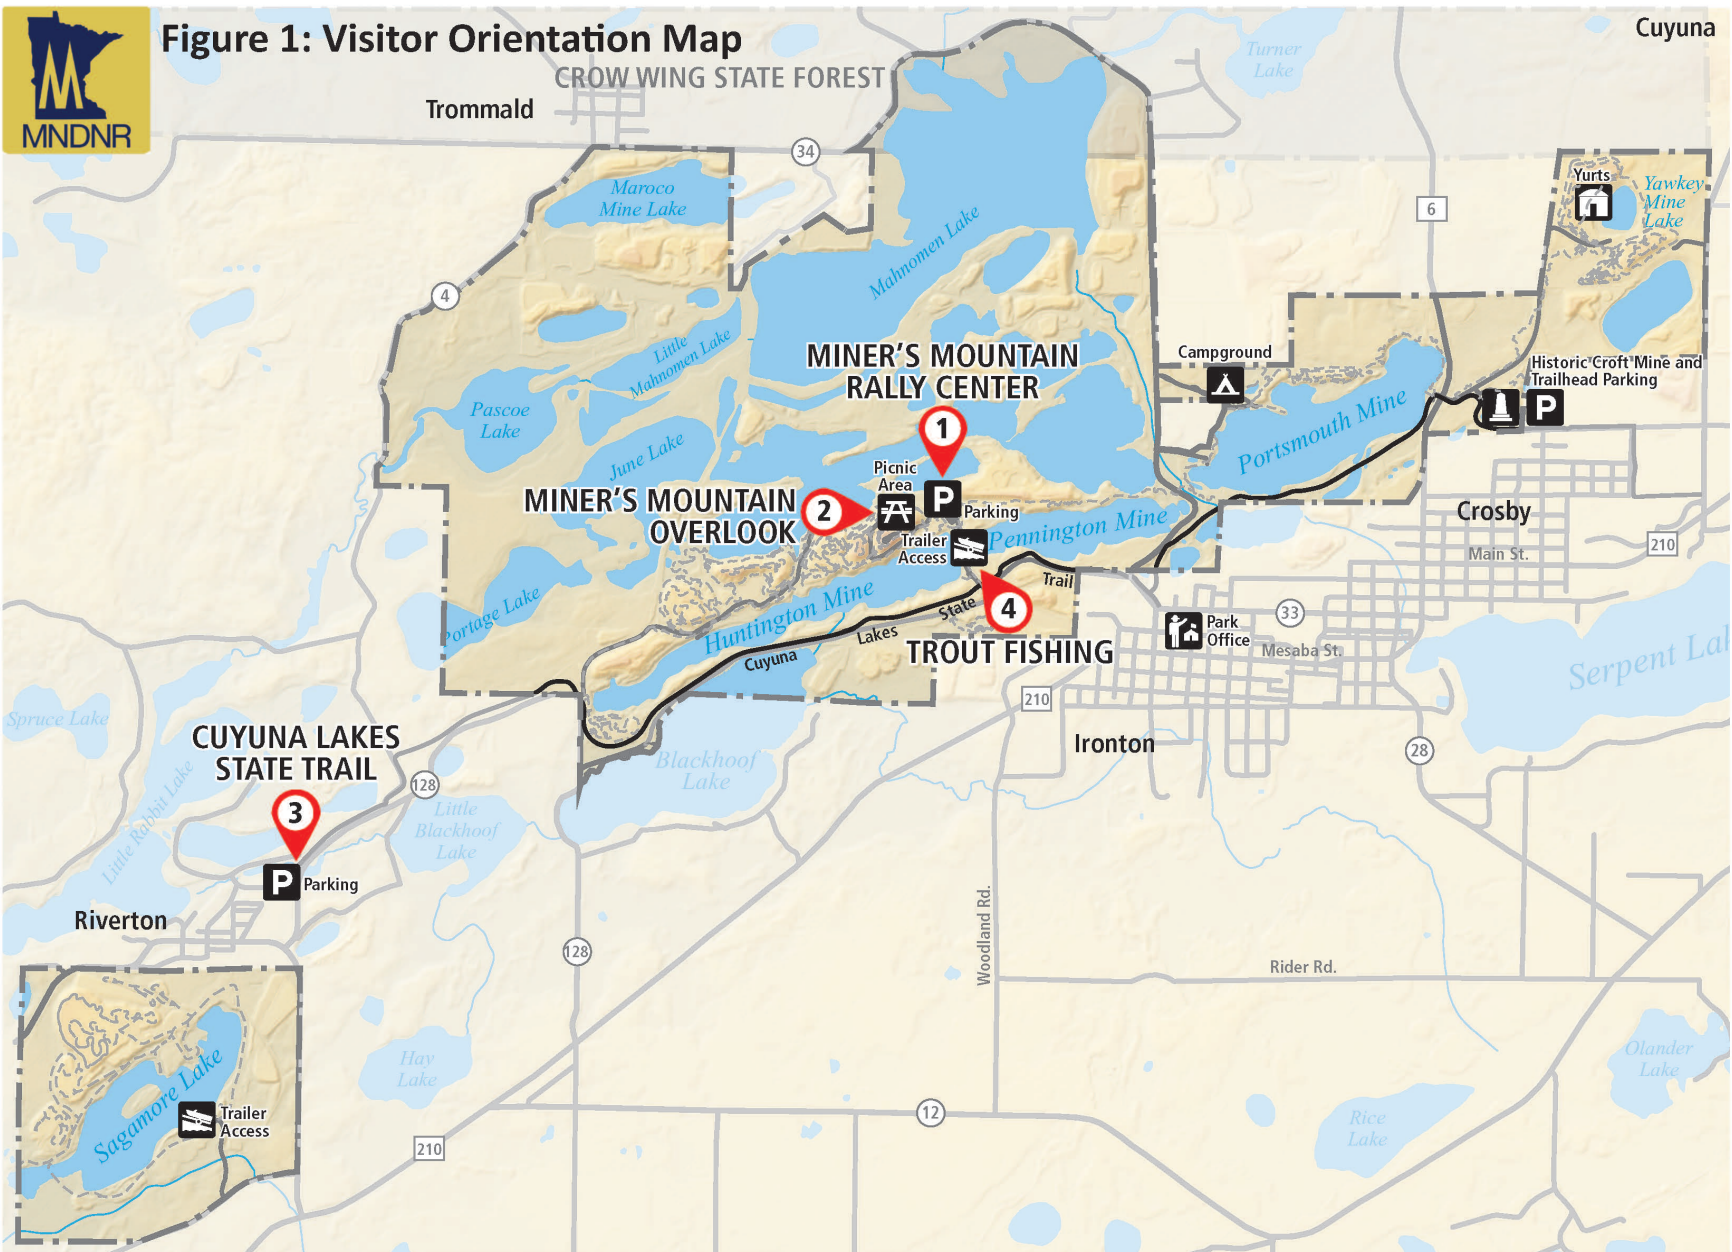 Figure 1: Visitor Orientation Map
MNDNR
CROW WING STATE FOREST
Trommald
Cuyuna
Turner
Lake
34
Maroco
Mine Lake
Mahnomen Lake
6
Yurts
Yawkey
Mine
Lake
4
Little
Mahnomen Lake
MINER'S MOUNTAIN
RALLY CENTER
1
Campground
Historic Croft Mine and
Trailhead Parking
P
Portsmouth Mine
Pascoe
Lake
June Lake
Picnic
Area
P
Parking
MINER'S MOUNTAIN
OVERLOOK
2
Trailer
Access
Pennington Mine
Crosby
Main St.
210
Portage Lake
Huntington Mine
Cuyuna
Lakes
State
Trail
4
TROUT FISHING
Park
Office
33
Mesaba St.
Serpent Lak
210
Ironton
28
Spruce Lake
CUYUNA LAKES
STATE TRAIL
3
128
Blackhoof
Lake
Little Rabbit Lake
Little
Blackhoof
Lake
P
Parking
Riverton
128
Woodland Rd.
Rider Rd.
Hay
Lake
Olander
Lake
Sagamore Lake
Trailer
Access
12
Rice
Lake
210